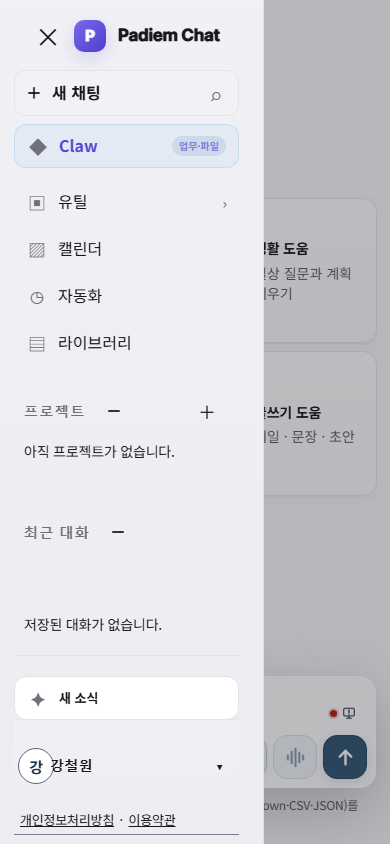 P Padiem Chat
새 채팅
Claw 업무·파일
유틸
캘린더
자동화
라이브러리
프로젝트
아직 프로젝트가 없습니다.
최근 대화
저장된 대화가 없습니다.
새 소식
강 강철원
개인정보처리방침 · 이용약관
도움
질문과 계획
우기
쓰기 도움
일 · 문장 · 초안
own·CSV·JSON)를